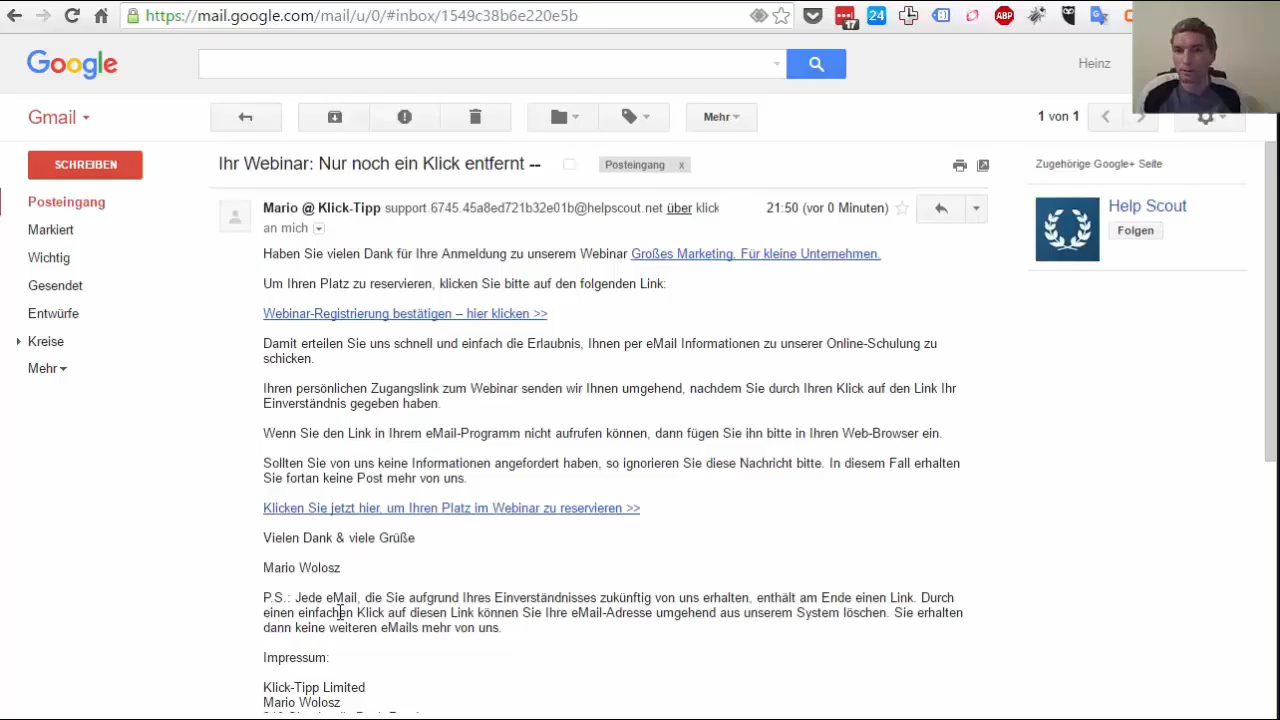 https://mail.google.com/mail/u/0/#inbox/1549c38b6e220e5b
17
24
ABP
Google
Heinz
Gmail
Mehr
1 von 1
SCHREIBEN
Ihr Webinar: Nur noch ein Klick entfernt --
Posteingang x
Zugehörige Google+ Seite
Posteingang
Markiert
Wichtig
Gesendet
Entwürfe
Kreise
Mehr
Mario @ Klick-Tipp support.6745.45a8ed721b32e01b@helpscout.net über klick
21:50 (vor 0 Minuten)
an mich
Help Scout
Folgen
Haben Sie vielen Dank für Ihre Anmeldung zu unserem Webinar Großes Marketing. Für kleine Unternehmen.
Um Ihren Platz zu reservieren, klicken Sie bitte auf den folgenden Link:
Webinar-Registrierung bestätigen – hier klicken >>
Damit erteilen Sie uns schnell und einfach die Erlaubnis, Ihnen per eMail Informationen zu unserer Online-Schulung zu
schicken.
Ihren persönlichen Zugangslink zum Webinar senden wir Ihnen umgehend, nachdem Sie durch Ihren Klick auf den Link Ihr
Einverständnis gegeben haben.
Wenn Sie den Link in Ihrem eMail-Programm nicht aufrufen können, dann fügen Sie ihn bitte in Ihren Web-Browser ein.
Sollten Sie von uns keine Informationen angefordert haben, so ignorieren Sie diese Nachricht bitte. In diesem Fall erhalten
Sie fortan keine Post mehr von uns.
Klicken Sie jetzt hier, um Ihren Platz im Webinar zu reservieren >>
Vielen Dank & viele Grüße
Mario Wolosz
P.S.: Jede eMail, die Sie aufgrund Ihres Einverständnisses zukünftig von uns erhalten, enthält am Ende einen Link. Durch
einen einfachen Klick auf diesen Link können Sie Ihre eMail-Adresse umgehend aus unserem System löschen. Sie erhalten
dann keine weiteren eMails mehr von uns.
Impressum:
Klick-Tipp Limited
Mario Wolosz